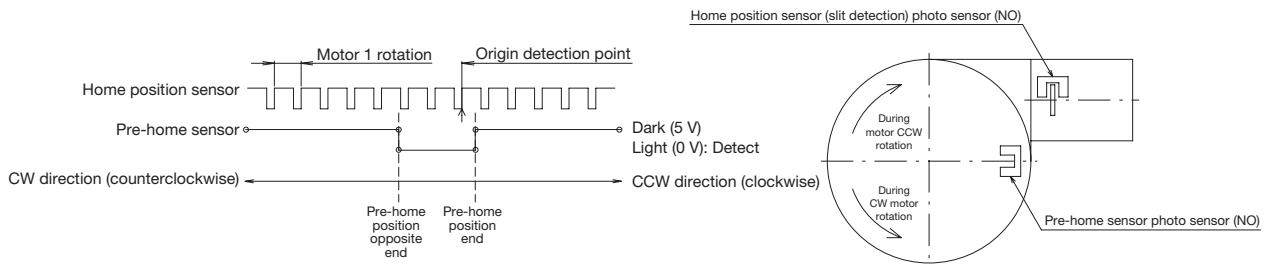 Home position sensor (slit detection) photo sensor (NO)
Motor 1 rotation
Origin detection point
Home position sensor
Pre-home sensor
Dark (5 V)
Light (0 V): Detect
CW direction (counterclockwise)
CCW direction (clockwise)
Pre-home
position
opposite
end
Pre-home
position
end
During
motor CCW
rotation
During
CW motor
rotation
Pre-home sensor photo sensor (NO)